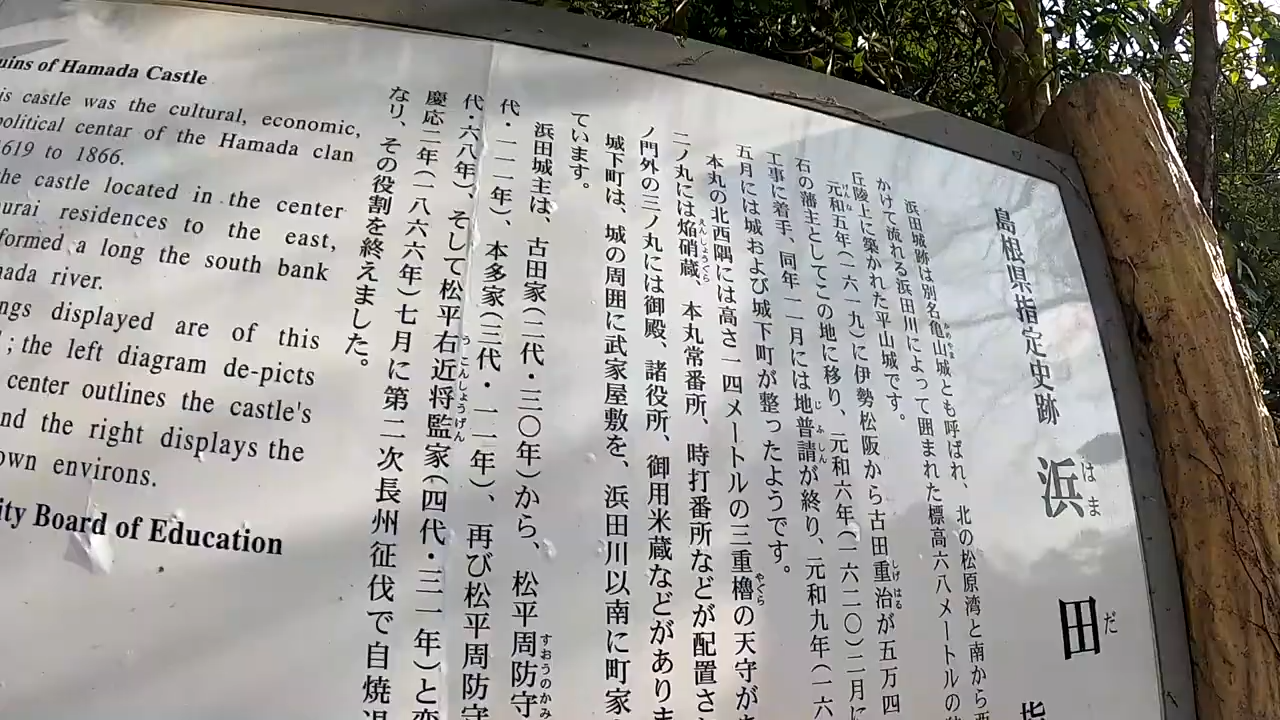 島根県指定史跡 浜田
はまだ
指
浜田城跡は別名亀山城とも呼ばれ、北の松原湾と南から西
かけて流れる浜田川によって囲まれた標高六八メートルの
丘陵上に築かれた平山城です。
元和五年(一六一九)に伊勢松阪から古田重治が五万四
石の藩主としてこの地に移り、元和六年(一六二〇)二月に
工事に着手、同年一一月には地普請が終り、元和九年(一六
五月には城および城下町が整ったようです。
本丸の北西隅には高さ一四メートルの三重櫓の天守が
二ノ丸には焔硝蔵、本丸常番所、時打番所などが配置さ
ノ門外の三ノ丸には御殿、諸役所、御用米蔵などがありま
城下町は、城の周囲に武家屋敷を、浜田川以南に町家
ています。
浜田城主は、古田家(二代・三〇年)から、松平周防守
代・一一一年)、本多家(三代・一一年)、再び松平周防守
代・六八年)、そして松平右近将監家(四代・三一年)と変
慶応二年(一八六六年)七月に第二次長州征伐で自焼退
なり、その役割を終えました。
uins of Hamada Castle
is castle was the cultural, economic,
political centar of the Hamada clan
619 to 1866.
he castle located in the center
urai residences to the east,
formed a long the south bank
ada river.
ngs displayed are of this
; the left diagram de-picts
center outlines the castle's
nd the right displays the
own environs.
ity Board of Education